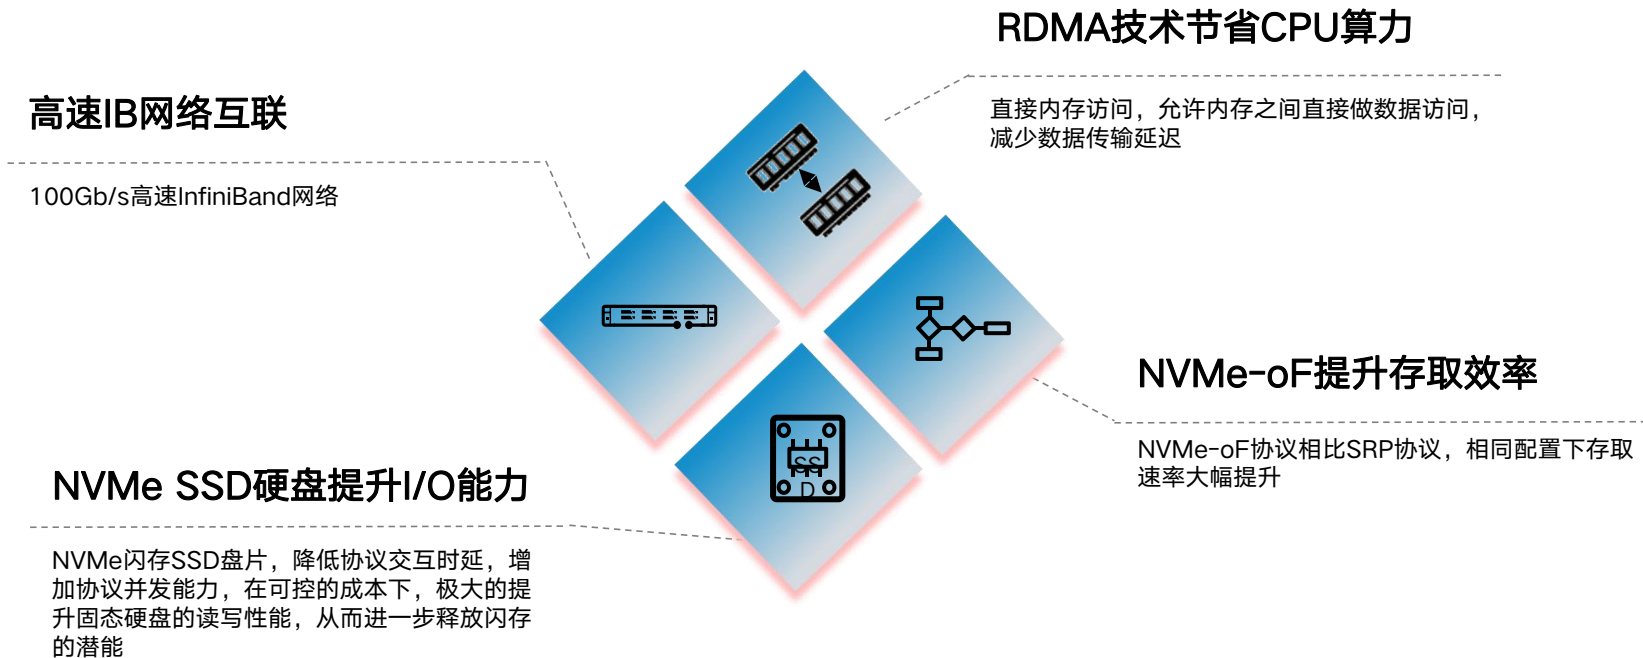 RDMA技术节省CPU算力
直接内存访问，允许内存之间直接做数据访问，
减少数据传输延迟
高速IB网络互联
100Gb/s高速InfiniBand网络
NVMe-oF提升存取效率
NVMe-oF协议相比SRP协议，相同配置下存取
速率大幅提升
NVMe SSD硬盘提升I/O能力
NVMe闪存SSD盘片，降低协议交互时延，增
加协议并发能力，在可控的成本下，极大的提
升固态硬盘的读写性能，从而进一步释放闪存
的潜能
SS
D